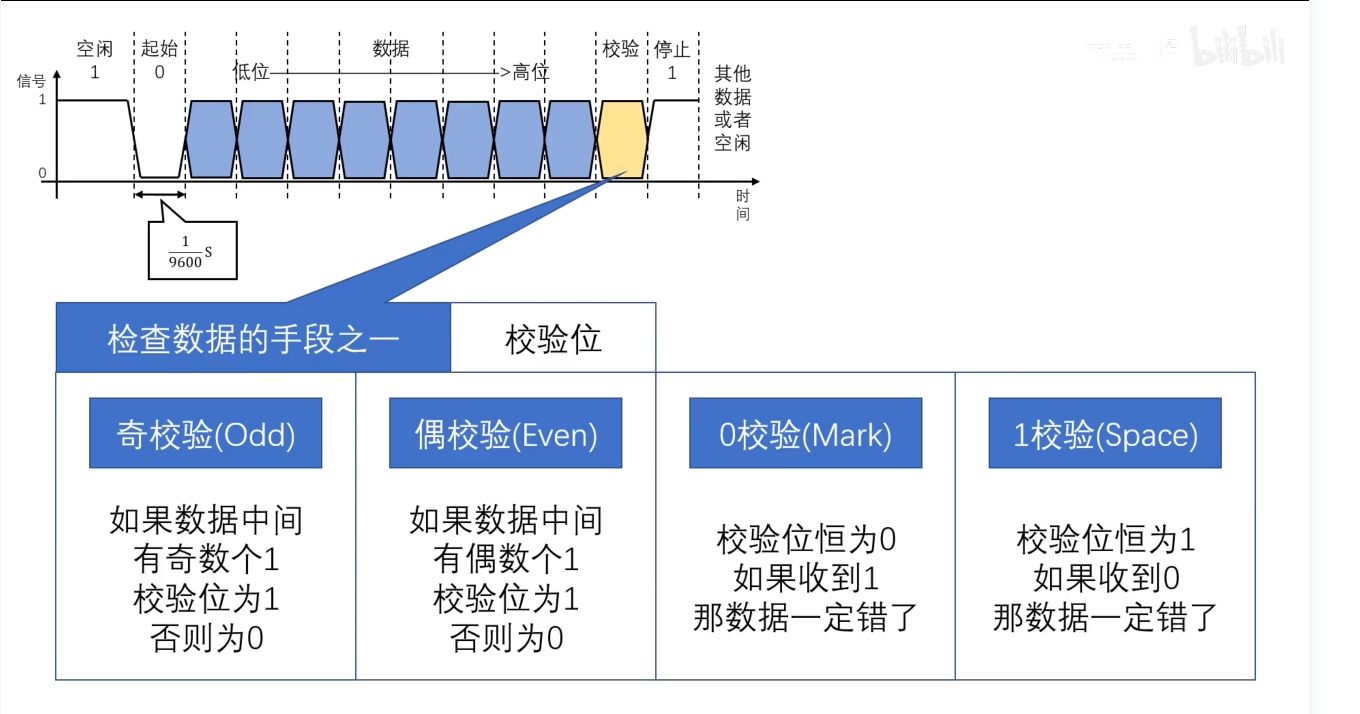 空闲
1
起始
0
数据
低位
>高位
校验
停止
1
其他
数据
或者
空闲
信号
1
0
时
间
1
9600
S
检查数据的手段之一
校验位
奇校验(Odd)
如果数据中间
有奇数个1
校验位为1
否则为0
偶校验(Even)
如果数据中间
有偶数个1
校验位为1
否则为0
0校验(Mark)
校验位恒为0
如果收到1
那数据一定错了
1校验(Space)
校验位恒为1
如果收到0
那数据一定错了
bilibili